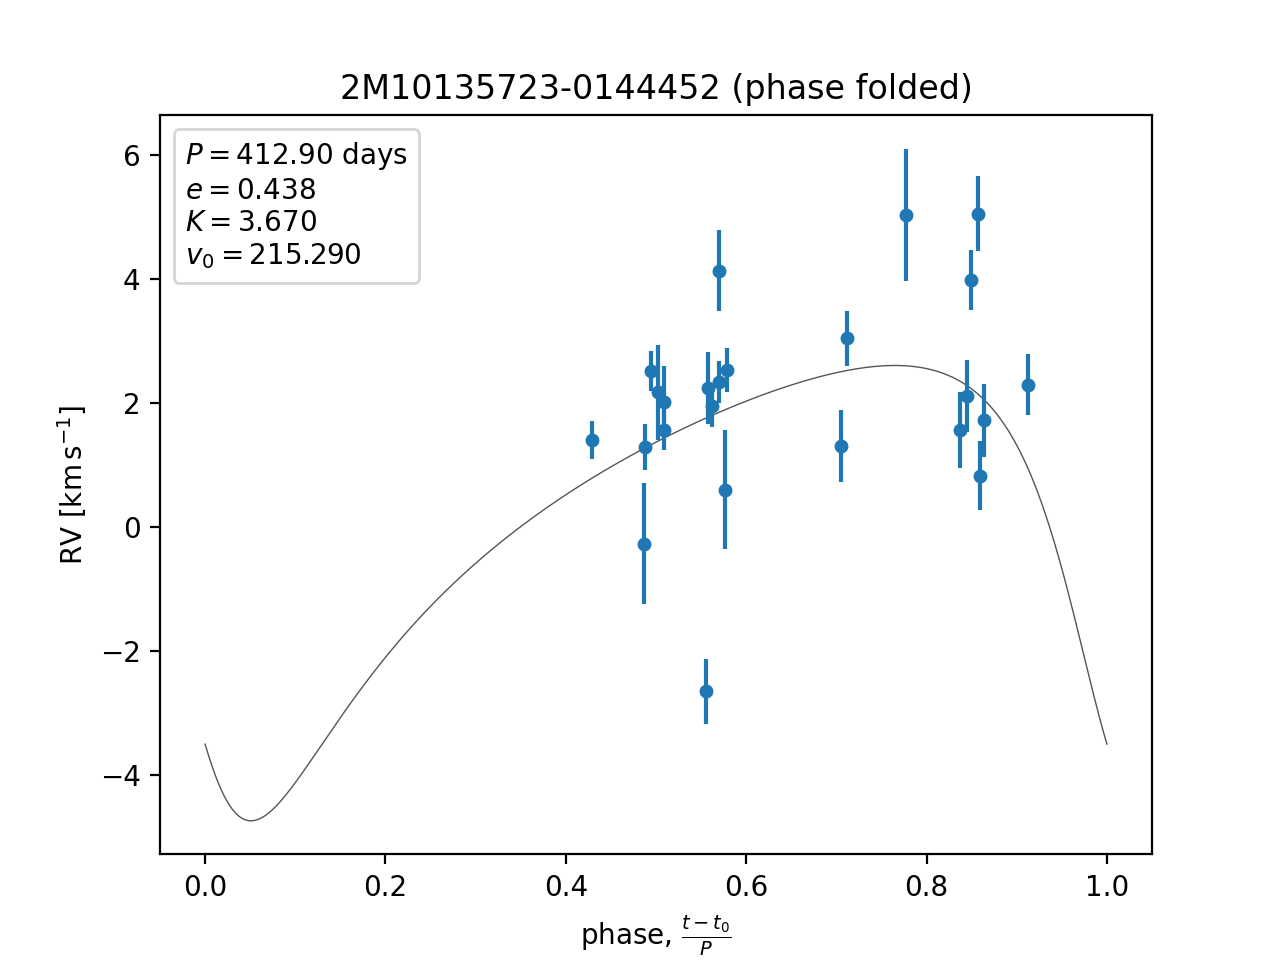 2M10135723-0144452 (phase folded)
P = 412.90 days
e = 0.438
K = 3.670
v₀ = 215.290
6
4
2
0
−2
−4
RV [km s⁻¹]
0.0 0.2 0.4 0.6 0.8 1.0
phase, (t − t₀)/P